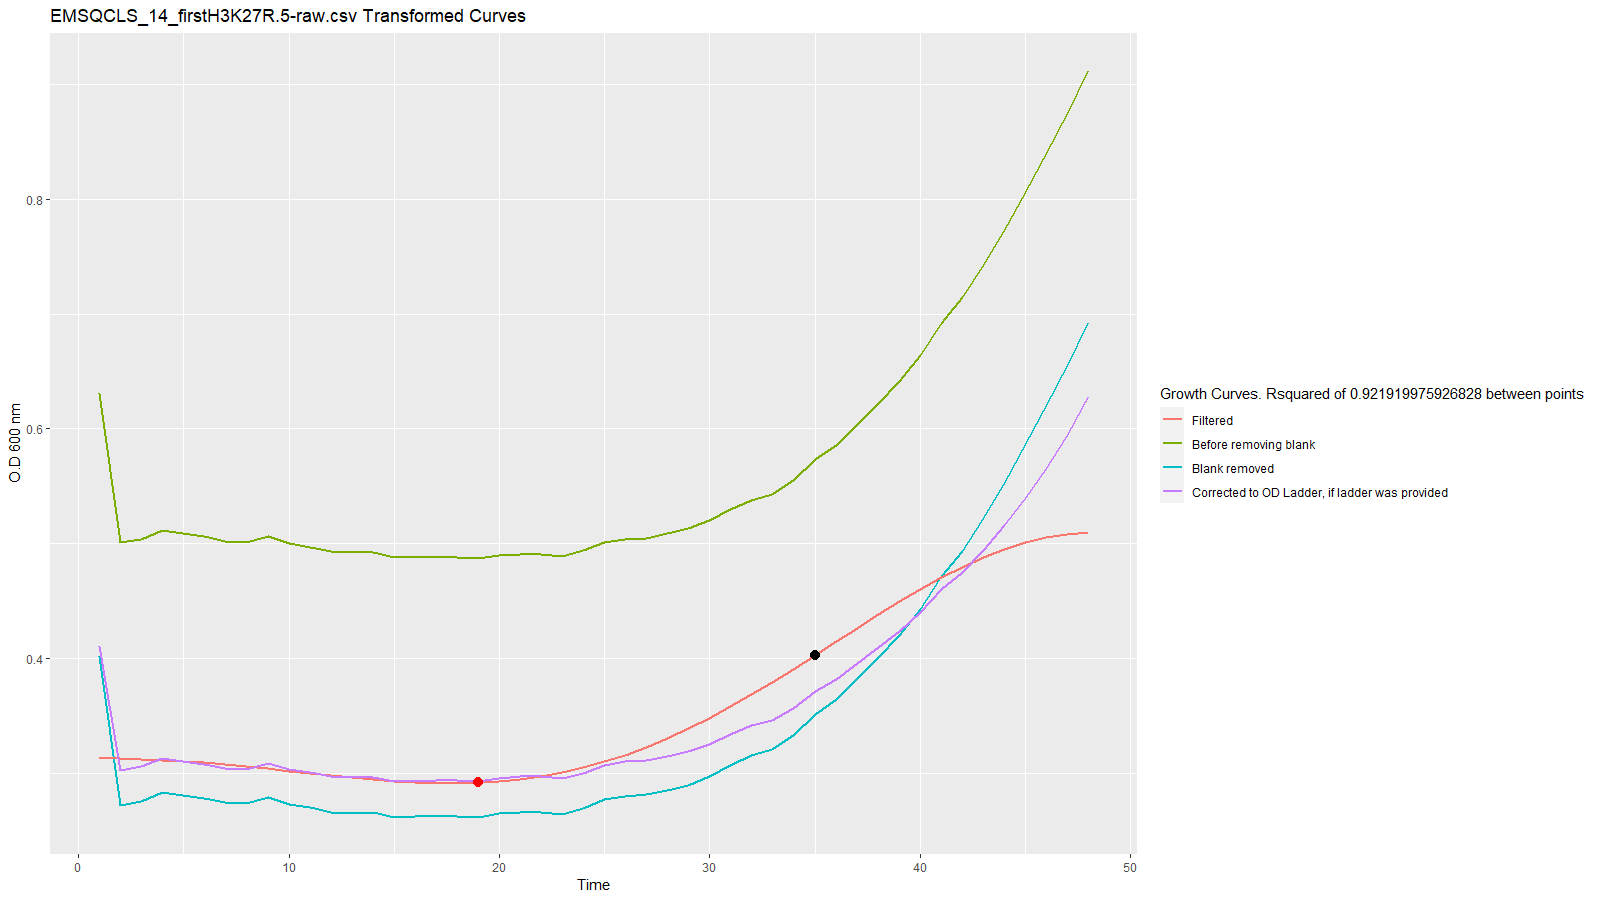 EMSQCLS_14_firstH3K27R.5-raw.csv Transformed Curves
O.D 600 nm
0.8
0.6
0.4
0
10
20
30
40
50
Time
Growth Curves. Rsquared of 0.921919975926828 between points
Filtered
Before removing blank
Blank removed
Corrected to OD Ladder, if ladder was provided